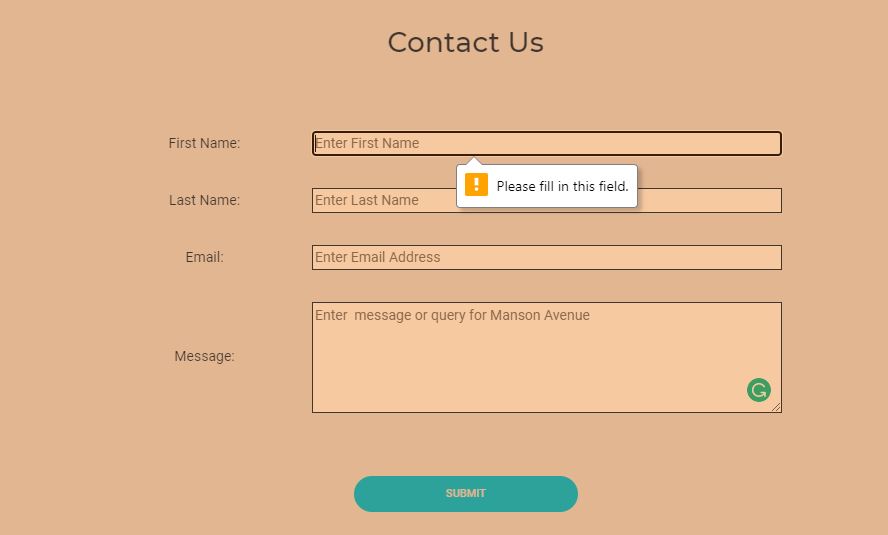 Contact Us
First Name:
Enter First Name
Please fill in this field.
Last Name:
Enter Last Name
Email:
Enter Email Address
Message:
Enter  message or query for Manson Avenue
SUBMIT